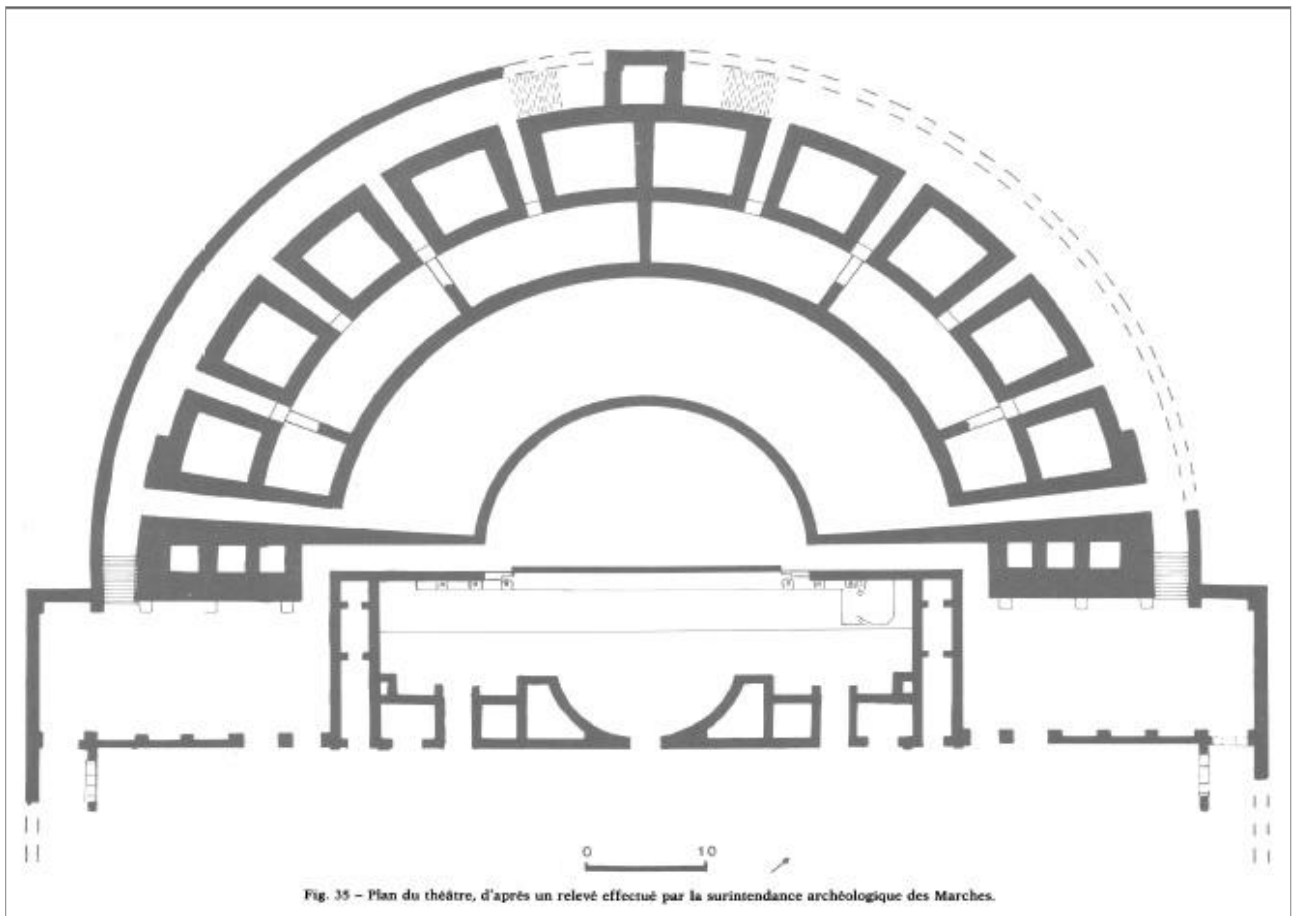 0 10
Fig. 35 – Plan du théâtre, d'après un relevé effectué par la surintendance archéologique des Marches.